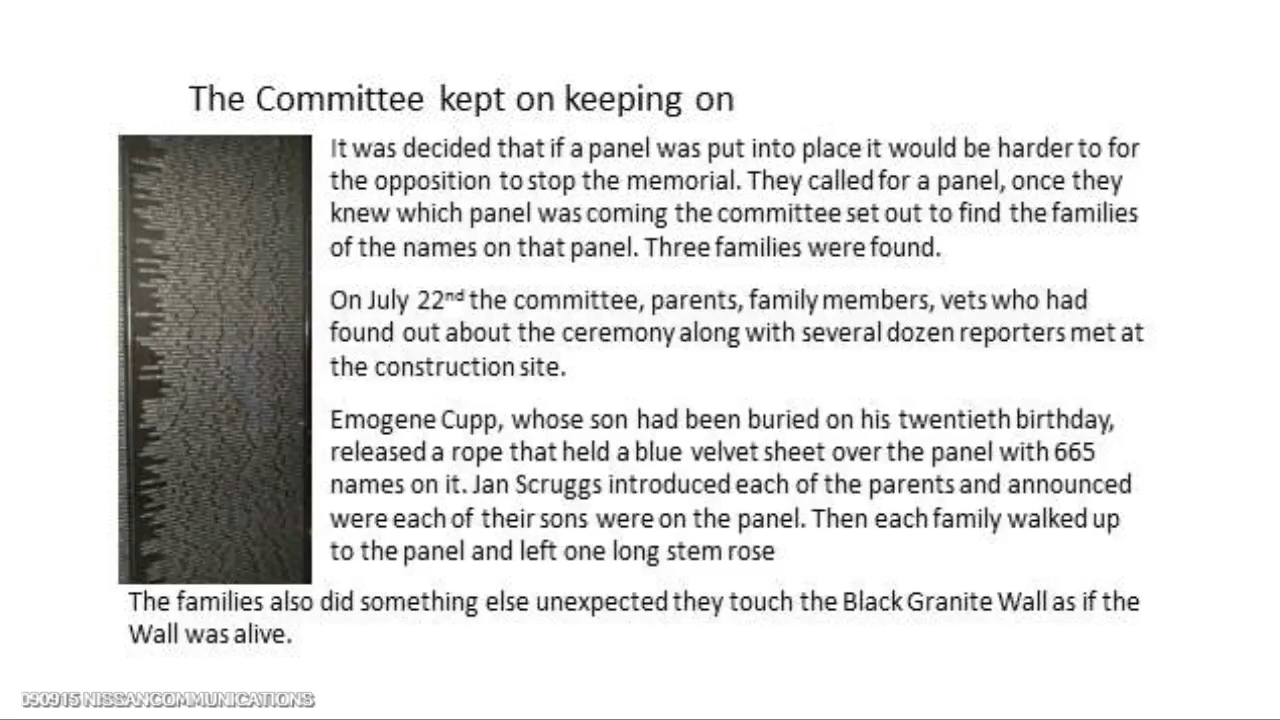 The Committee kept on keeping on
It was decided that if a panel was put into place it would be harder to for
the opposition to stop the memorial. They called for a panel, once they
knew which panel was coming the committee set out to find the families
of the names on that panel. Three families were found.
On July 22nd the committee, parents, family members, vets who had
found out about the ceremony along with several dozen reporters met at
the construction site.
Emogene Cupp, whose son had been buried on his twentieth birthday,
released a rope that held a blue velvet sheet over the panel with 665
names on it. Jan Scruggs introduced each of the parents and announced
were each of their sons were on the panel. Then each family walked up
to the panel and left one long stem rose
The families also did something else unexpected they touch the Black Granite Wall as if the
Wall was alive.
090915 NISSANCOMMUNICATIONS